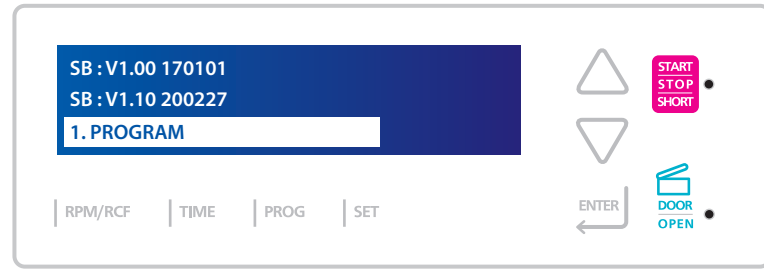 SB : V1.00 170101
SB : V1.10 200227
1. PROGRAM
RPM/RCF
TIME
PROG
SET
START
STOP
SHORT
ENTER
DOOR
OPEN